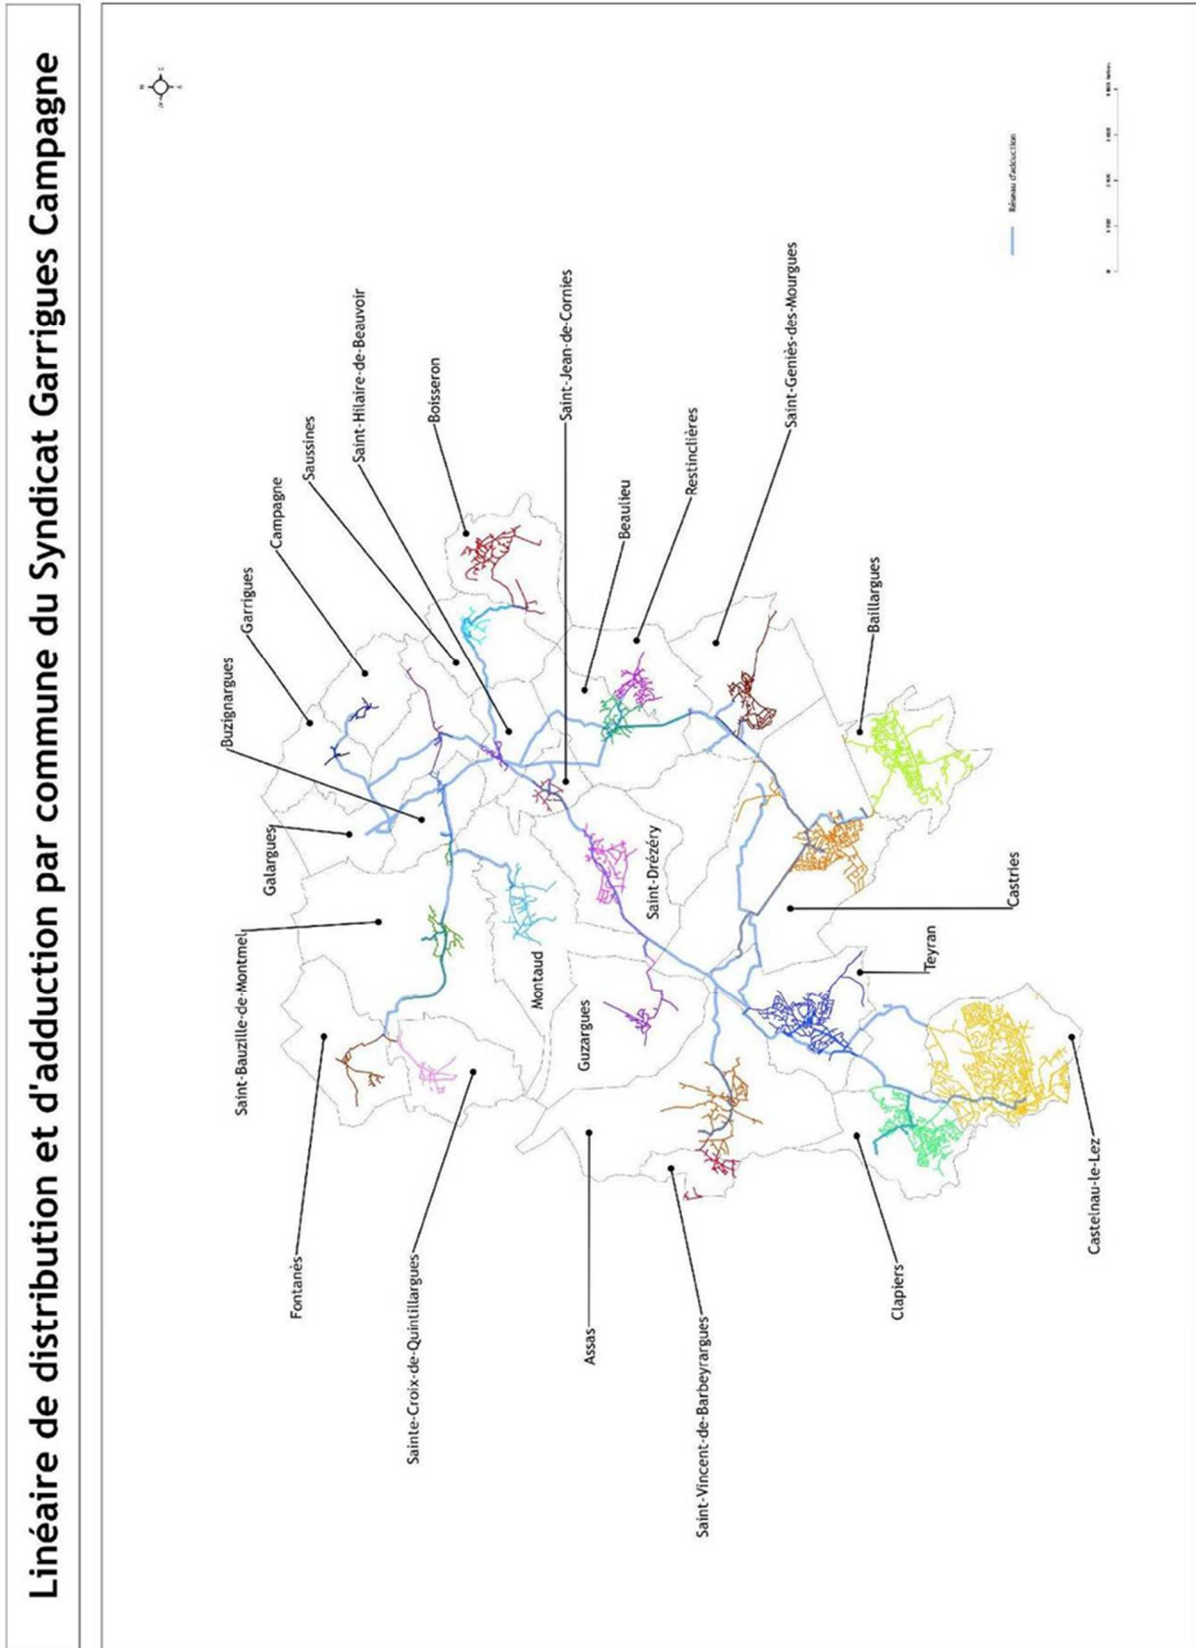 Linéaire de distribution et d'adduction par commune du Syndicat Garrigues Campagne
Fontanès
Saint-Bauzille-de-Montmel
Galargues
Buzignargues
Garrigues
Campagne
Saussines
Saint-Hilaire-de-Beauvoir
Boisseron
Sainte-Croix-de-Quintillargues
Montaud
Saint-Jean-de-Cornies
Assas
Guzargues
Saint-Drézéry
Beaulieu
Restinclières
Saint-Vincent-de-Barbeyrargues
Saint-Geniès-des-Mourgues
Baillargues
Clapiers
Teyran
Castries
Castelnau-le-Lez
Réseau d'adduction
0